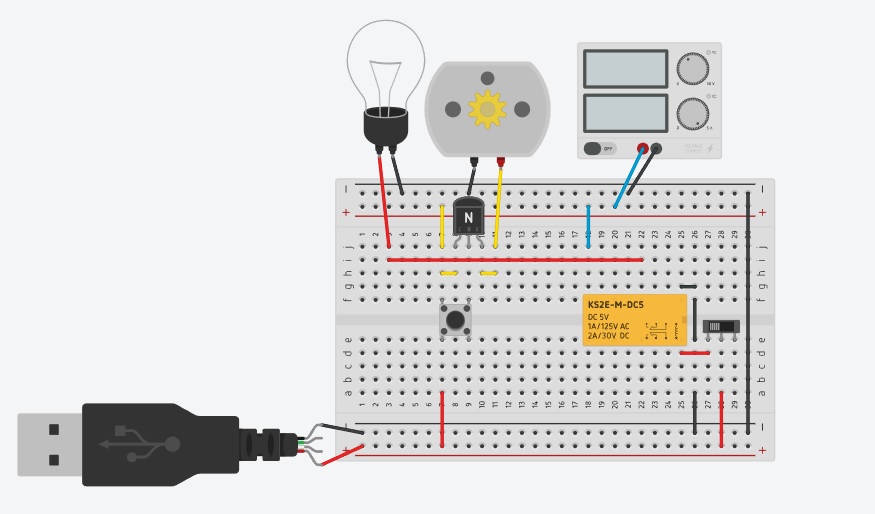 OFF
N
C B E
− −
+ +
1 2 3 4 5 6 7 8 9 10 11 12 13 14 15 16 17 18 19 20 21 22 23 24 25 26 27 28 29 30
j j
i i
h h
g g
f f
KS2E-M-DC5
DC 5V
1A/125V AC
2A/30V DC
e e
d d
c c
b b
a a
1 2 3 4 5 6 7 8 9 10 11 12 13 14 15 16 17 18 19 20 21 22 23 24 25 26 27 28 29 30
− −
+ +